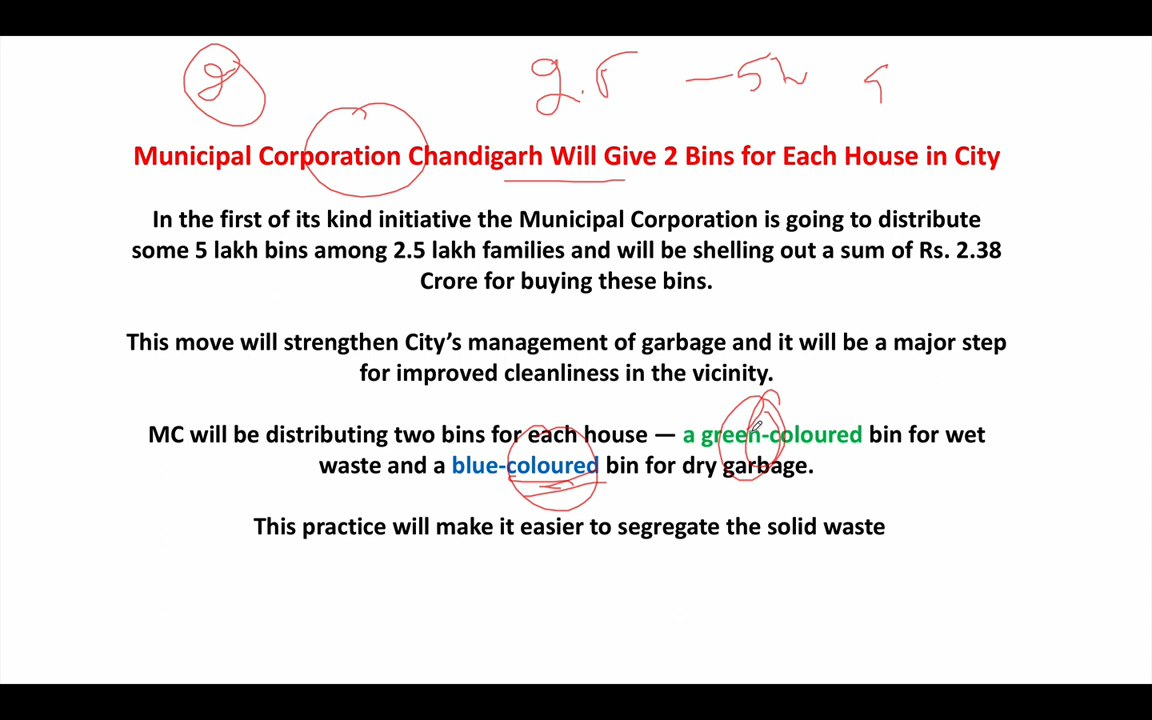 2 2.5 — 5
Municipal Corporation Chandigarh Will Give 2 Bins for Each House in City
In the first of its kind initiative the Municipal Corporation is going to distribute
some 5 lakh bins among 2.5 lakh families and will be shelling out a sum of Rs. 2.38
Crore for buying these bins.
This move will strengthen City’s management of garbage and it will be a major step
for improved cleanliness in the vicinity.
MC will be distributing two bins for each house — a green-coloured bin for wet
waste and a blue-coloured bin for dry garbage.
This practice will make it easier to segregate the solid waste